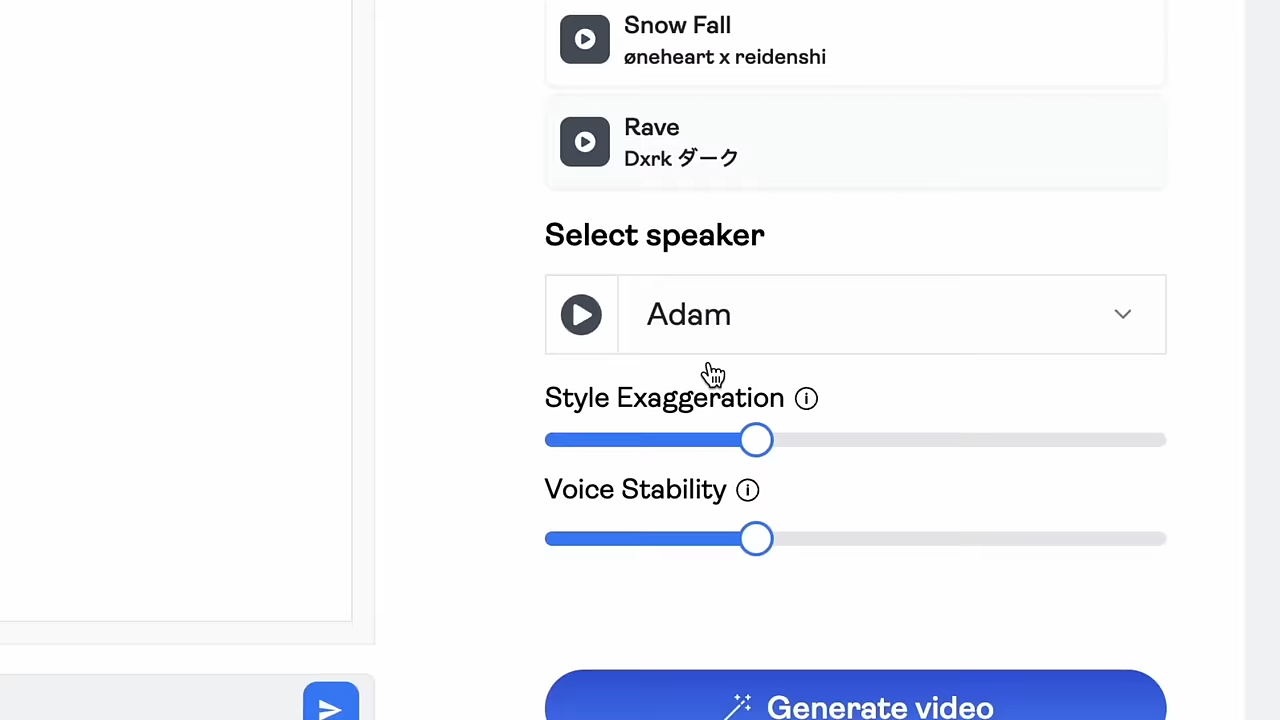 Snow Fall
øneheart x reidenshi
Rave
Dxrk ダーク
Select speaker
Adam
Style Exaggeration
Voice Stability
Generate video